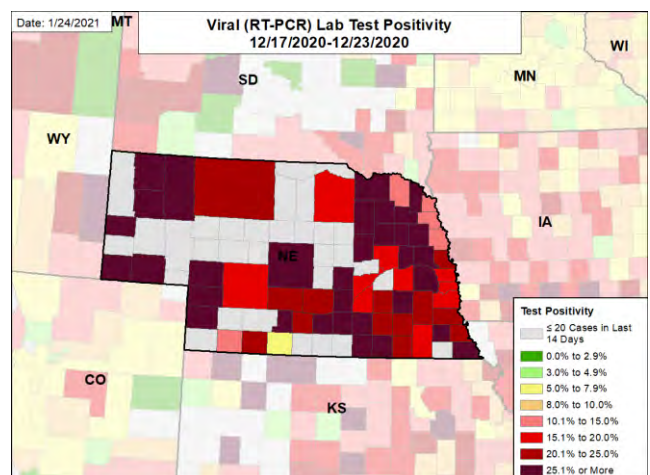 Date: 1/24/2021
Viral (RT-PCR) Lab Test Positivity
12/17/2020-12/23/2020
MT
WI
SD
MN
WY
IA
NE
CO
KS
Test Positivity
≤ 20 Cases in Last
14 Days
0.0% to 2.9%
3.0% to 4.9%
5.0% to 7.9%
8.0% to 10.0%
10.1% to 15.0%
15.1% to 20.0%
20.1% to 25.0%
25.1% or More